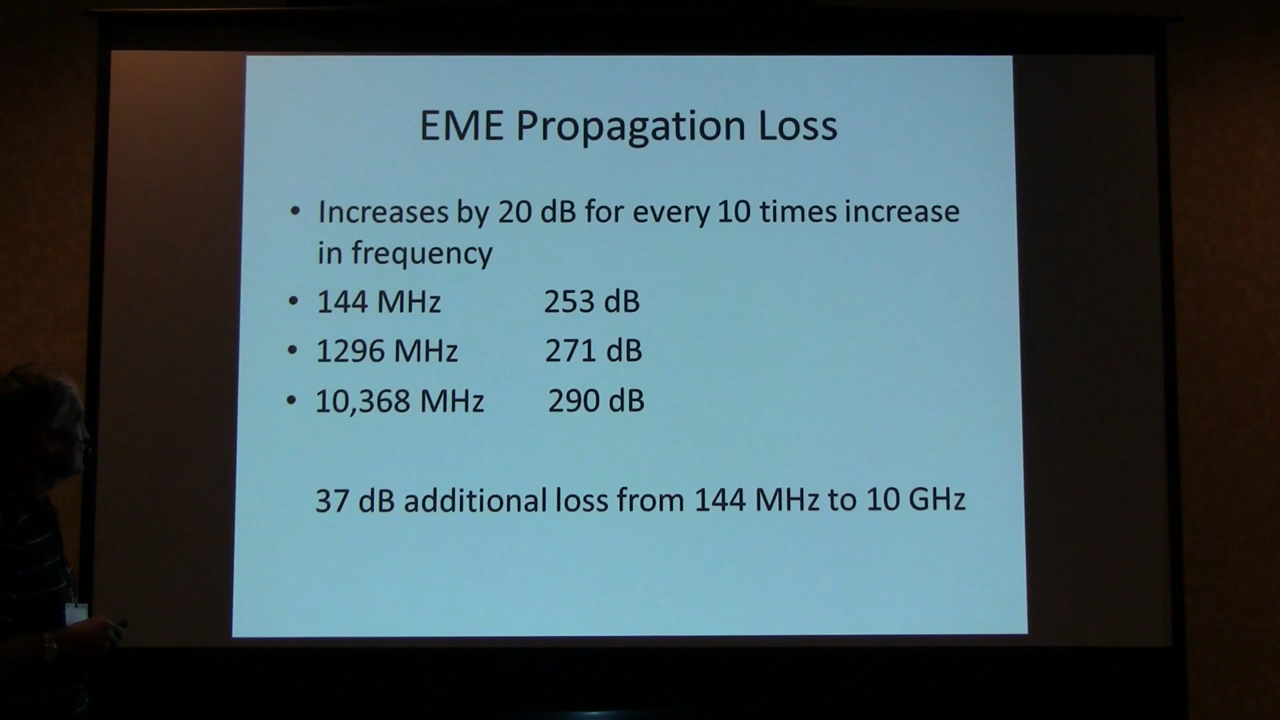 EME Propagation Loss
• Increases by 20 dB for every 10 times increase
in frequency
• 144 MHz 253 dB
• 1296 MHz 271 dB
• 10,368 MHz 290 dB
37 dB additional loss from 144 MHz to 10 GHz